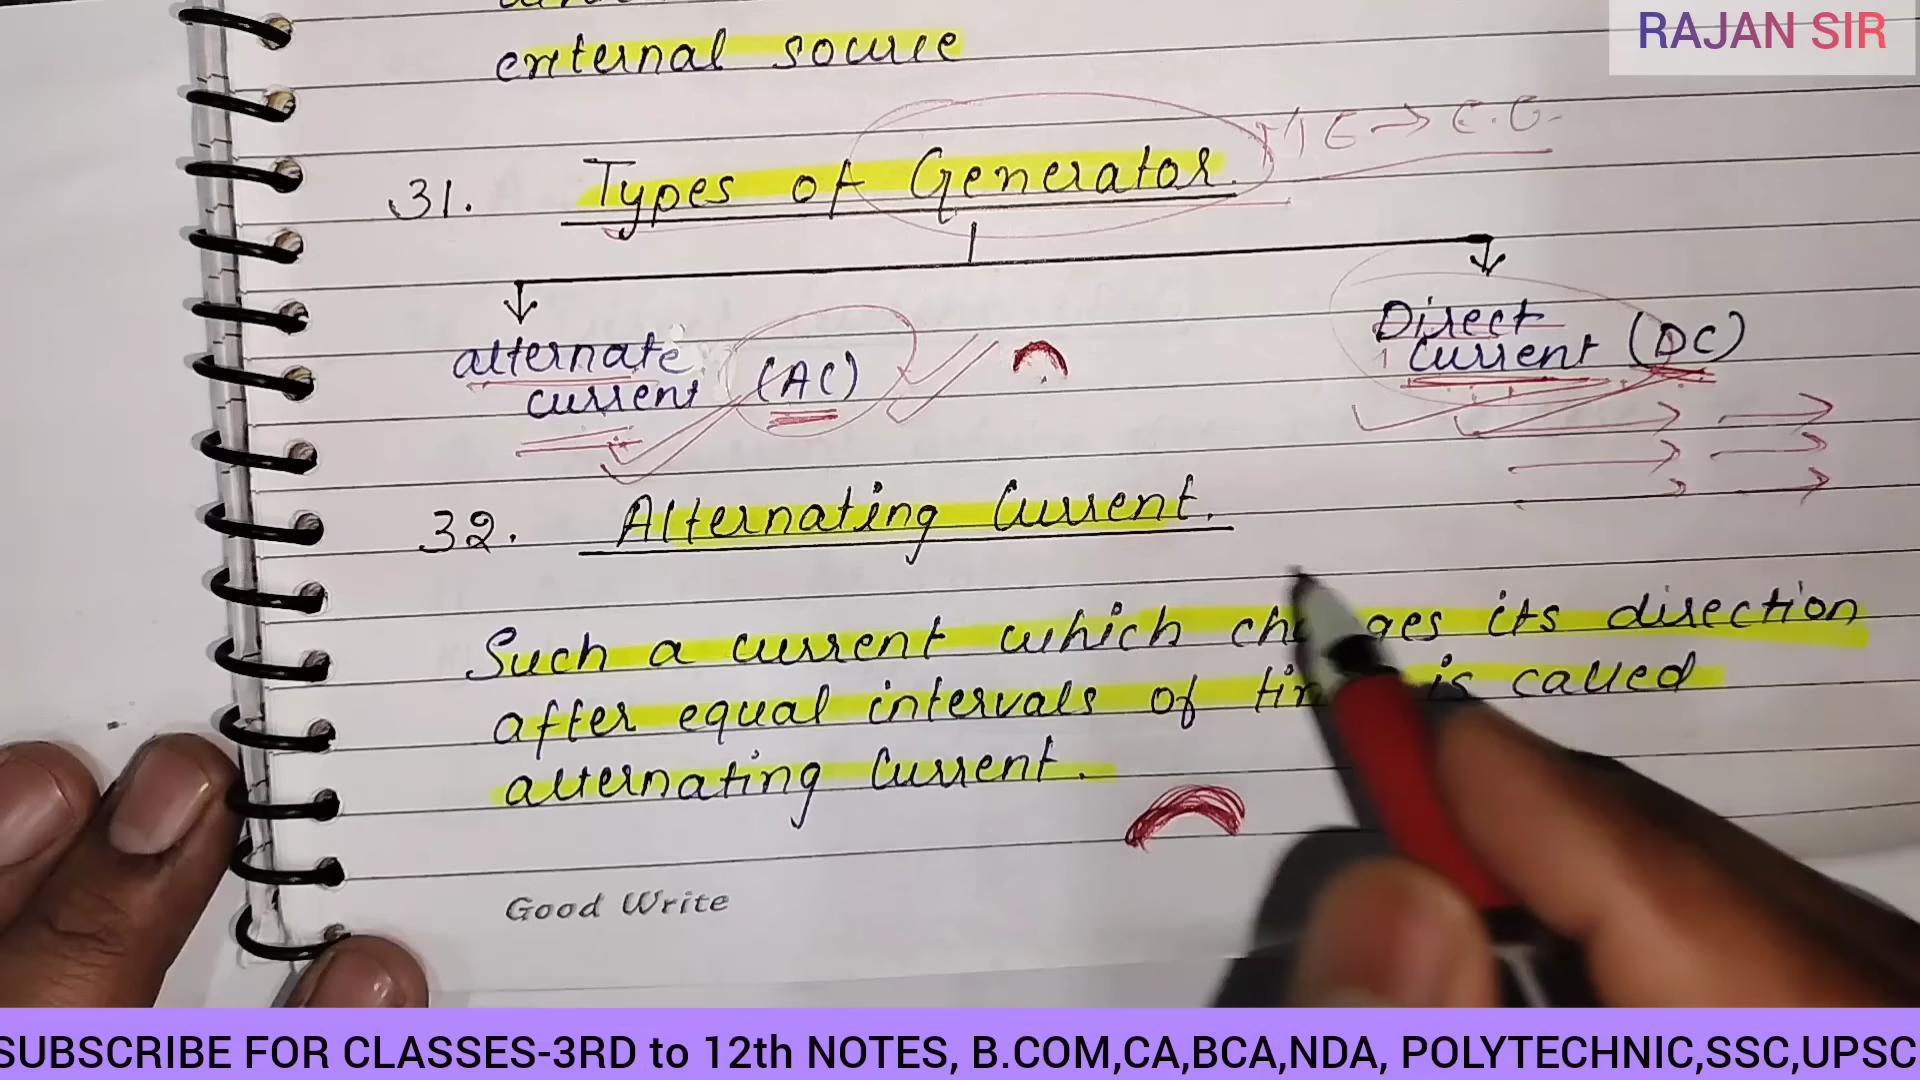 RAJAN SIR
external source
M E → E.E.
31. Types of Generator.
alternate
current (AC)
Direct
Current (DC)
32. Alternating Current.
Such a current which changes its direction
after equal intervals of time is called
alternating Current.
Good Write
SUBSCRIBE FOR CLASSES-3RD to 12th NOTES, B.COM,CA,BCA,NDA, POLYTECHNIC,SSC,UPSC